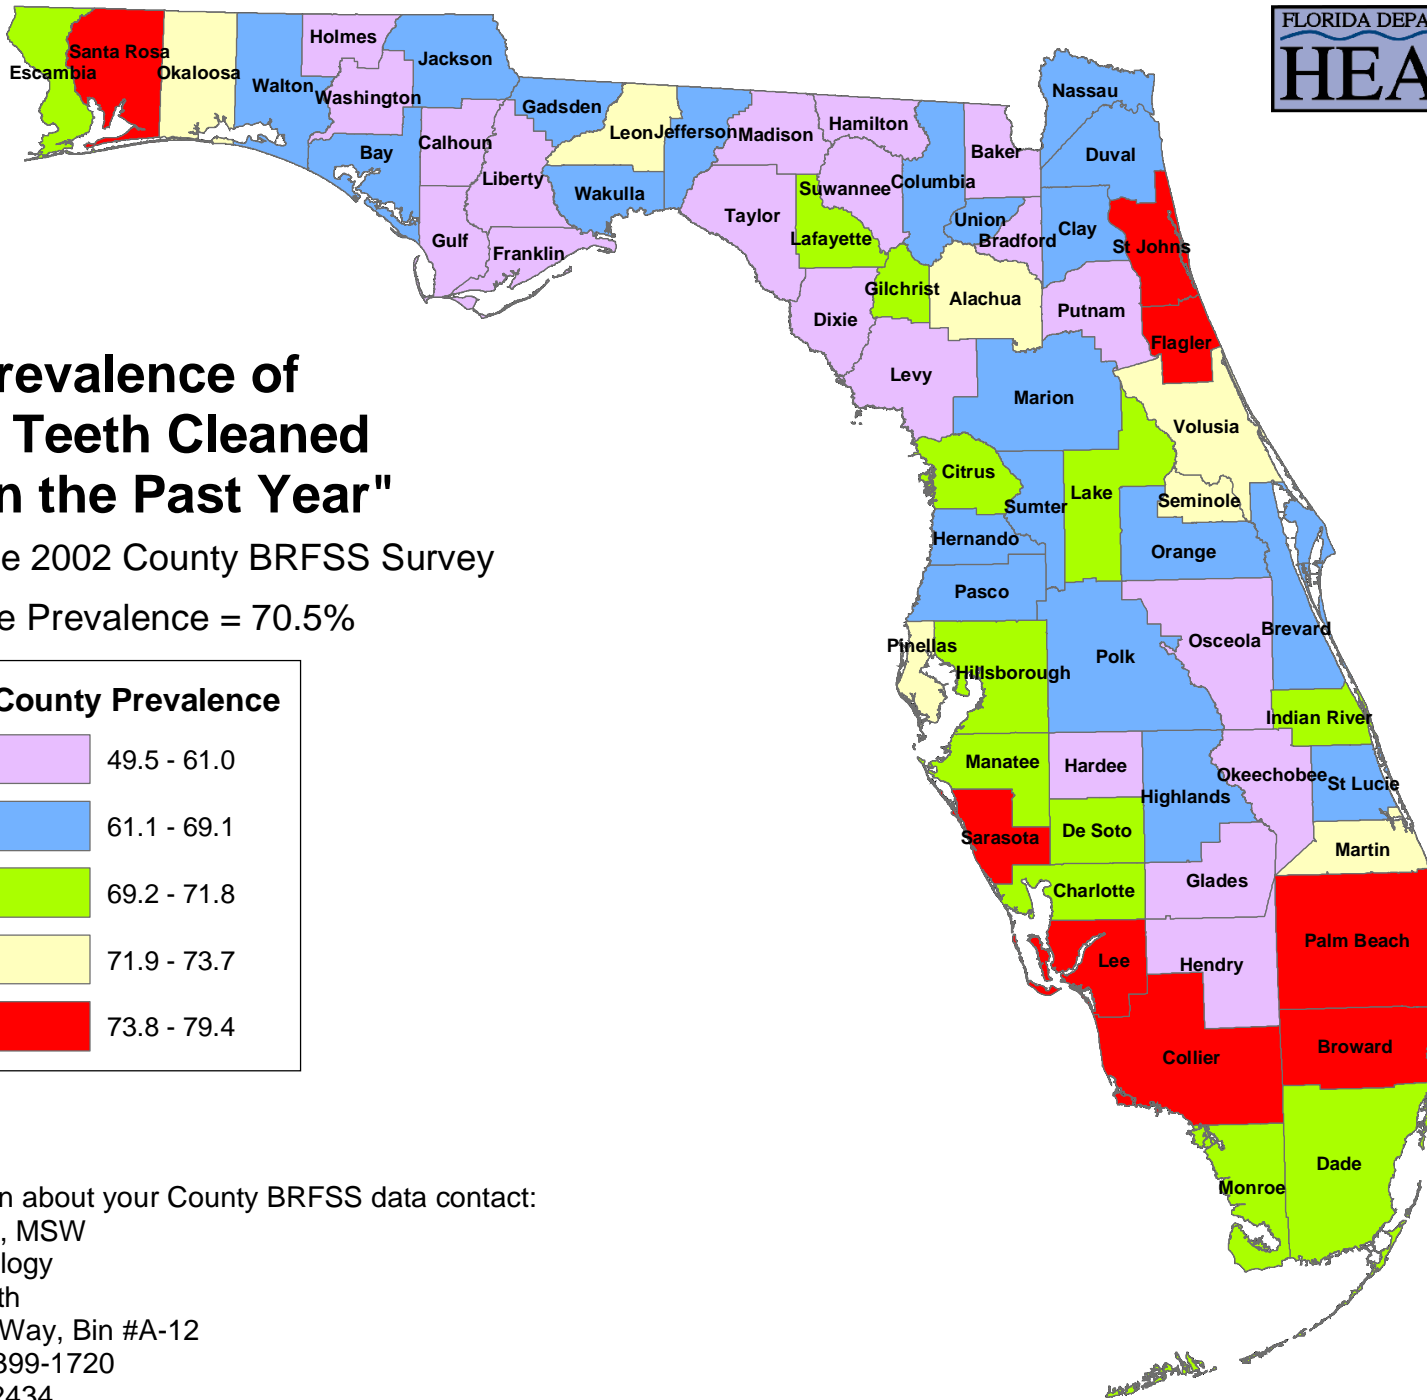 FLORIDA
HEA
Holmes
Jackson
Santa Rosa
Escambia
Okaloosa
Walton
Washington
Nassau
Gadsden
Leon
Jefferson
Madison
Hamilton
Calhoun
Bay
Baker
Duval
Liberty
Wakulla
Suwannee
Columbia
Taylor
Union
Bradford
Clay
Lafayette
Gulf
Franklin
St Johns
Gilchrist
Alachua
Dixie
Putnam
Flagler
Levy
Marion
Volusia
Citrus
Lake
Seminole
Sumter
Hernando
Orange
Pasco
Brevard
Osceola
Pinellas
Polk
Hillsborough
Indian River
Manatee
Hardee
Okeechobee
St Lucie
Highlands
De Soto
Sarasota
Martin
Glades
Charlotte
Palm Beach
Lee
Hendry
Collier
Broward
Dade
Monroe
of
Teeth Cleaned
the Past Year"
2002 County BRFSS Survey
Prevalence = 70.5%
County Prevalence
49.5 - 61.0
61.1 - 69.1
69.2 - 71.8
71.9 - 73.7
73.8 - 79.4
about your County BRFSS data contact:
, MSW
Way, Bin #A-12
399-1720
2434